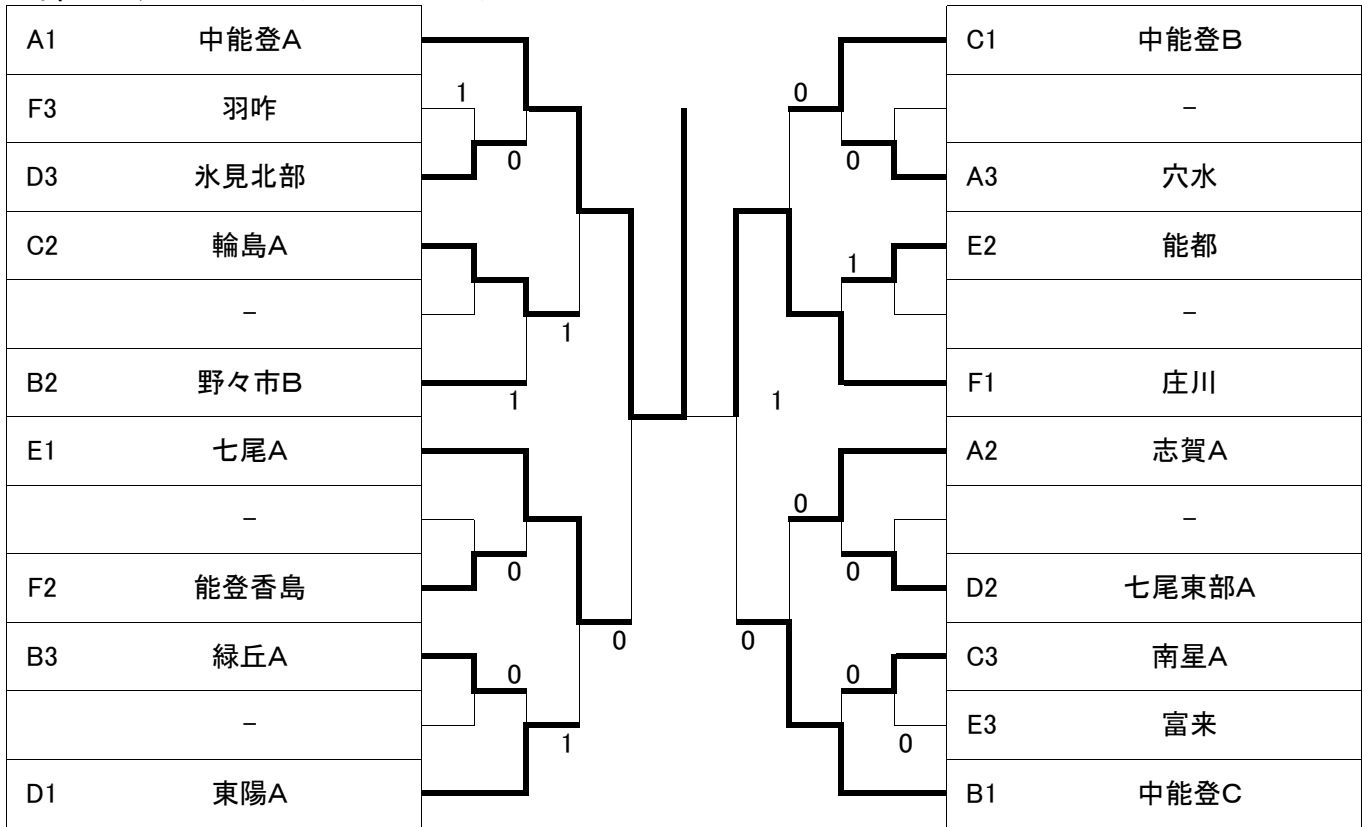 A1 中能登A
F3 羽咋
D3 氷見北部
C2 輪島A
－
B2 野々市B
E1 七尾A
－
F2 能登香島
B3 緑丘A
－
D1 東陽A
1
0
1
1
0
0
0
1
0
0
1
1
0
0
0
0
0
C1 中能登B
－
A3 穴水
E2 能都
－
F1 庄川
A2 志賀A
－
D2 七尾東部A
C3 南星A
E3 富来
B1 中能登C